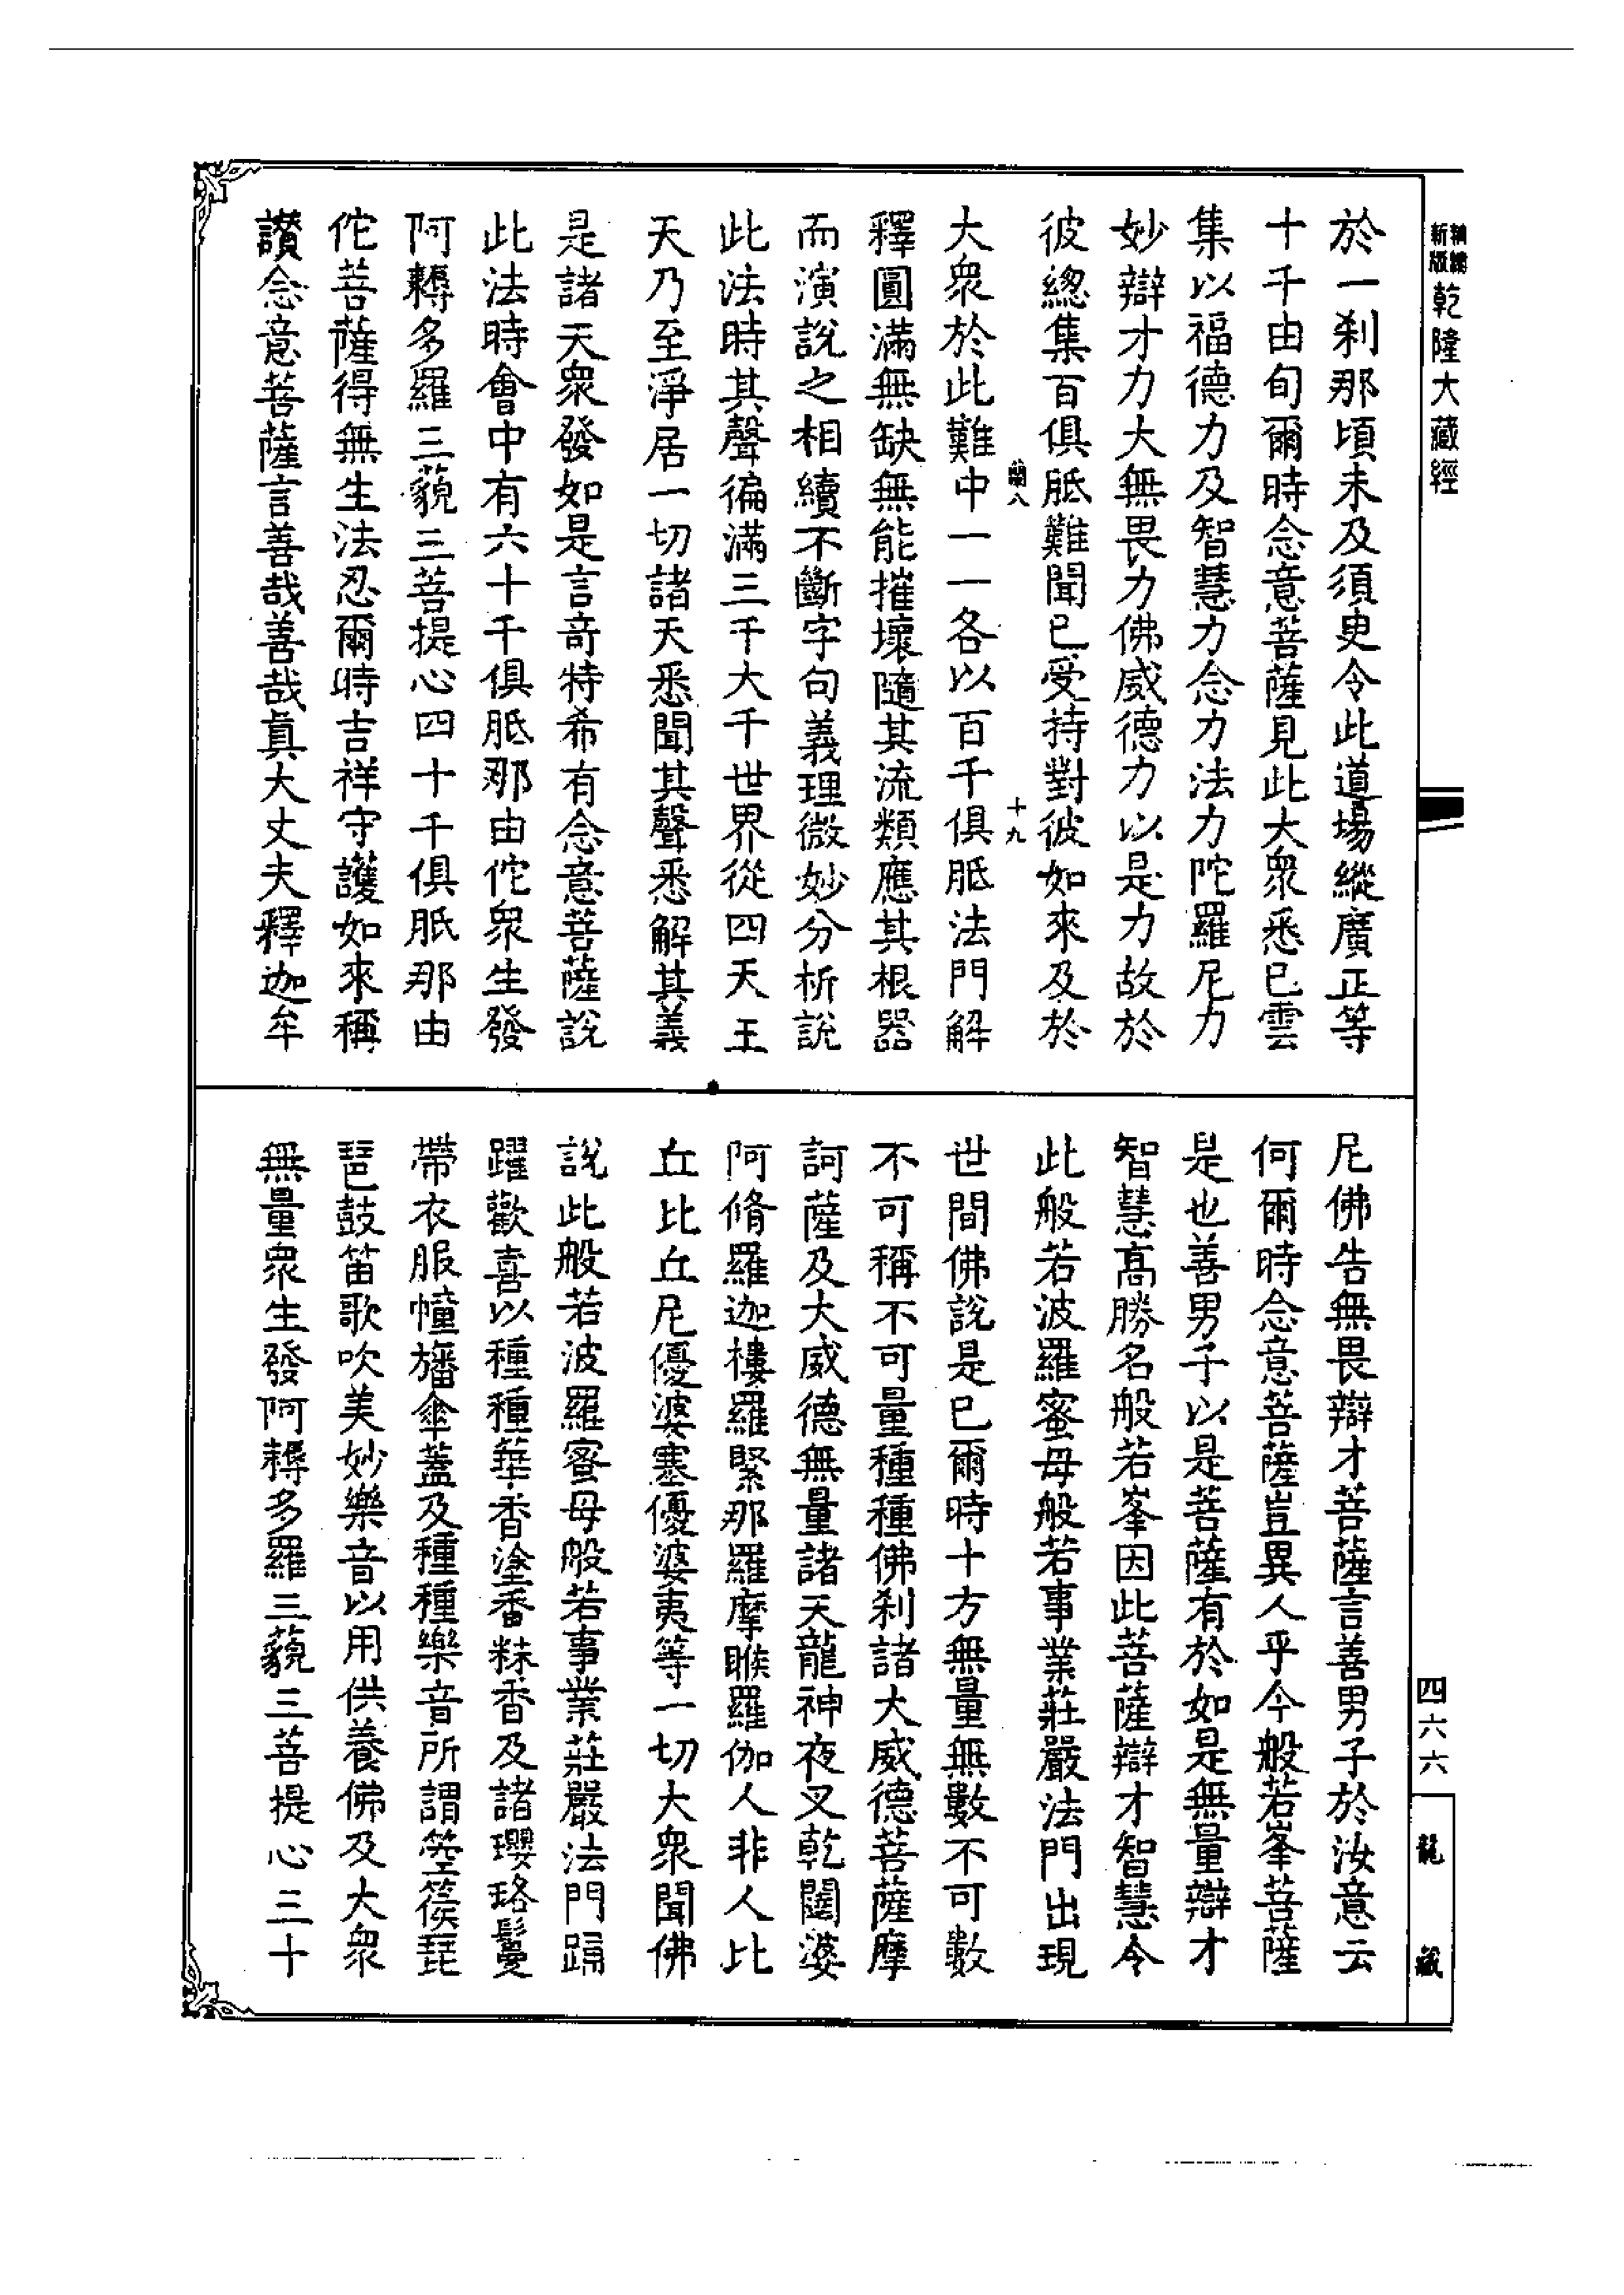 新編
縮版
乾隆大藏經
於一剎那頃未及須臾令此道場縱廣正等
十千由旬爾時念意菩薩見此大眾悉已雲
集以福德力及智慧力念力法力陀羅尼力
妙辯才力大無畏力佛威德力以是力故於
彼總集百俱胝難聞已受持對彼如來及於
蘭八
十九
大眾於此難中一一各以百千俱胝法門解
釋圓滿無缺無能摧壞隨其流類應其根器
而演說之相續不斷字句義理微妙分析說
此法時其聲徧滿三千大千世界從四天王
天乃至淨居一切諸天悉聞其聲悉解其義
是諸天眾發如是言奇特希有念意菩薩說
此法時會中有六十千俱胝那由佗眾生發
阿耨多羅三藐三菩提心四十千俱胝那由
佗菩薩得無生法忍爾時吉祥守護如來稱
讚念意菩薩言善哉善哉真大丈夫釋迦牟
尼佛告無畏辯才菩薩言善男子於汝意云
何爾時念意菩薩豈異人乎今般若峯菩薩
是也善男子以是菩薩有於如是無量辯才
智慧高勝名般若峯因此菩薩辯才智慧令
此般若波羅蜜母般若事業莊嚴法門出現
世間佛說是已爾時十方無量無數不可數
不可稱不可量種種佛剎諸大威德菩薩摩
訶薩及大威德無量諸天龍神夜叉乾闥婆
阿脩羅迦樓羅緊那羅摩睺羅伽人非人比
丘比丘尼優婆塞優婆夷等一切大眾聞佛
說此般若波羅蜜母般若事業莊嚴法門踊
躍歡喜以種種華香塗香粖香及諸瓔珞鬘
帶衣服幢旛傘蓋及種種樂音所謂箜篌琵
琶鼓笛歌吹美妙樂音以用供養佛及大眾
無量眾生發阿耨多羅三藐三菩提心三十
四六六
龍藏